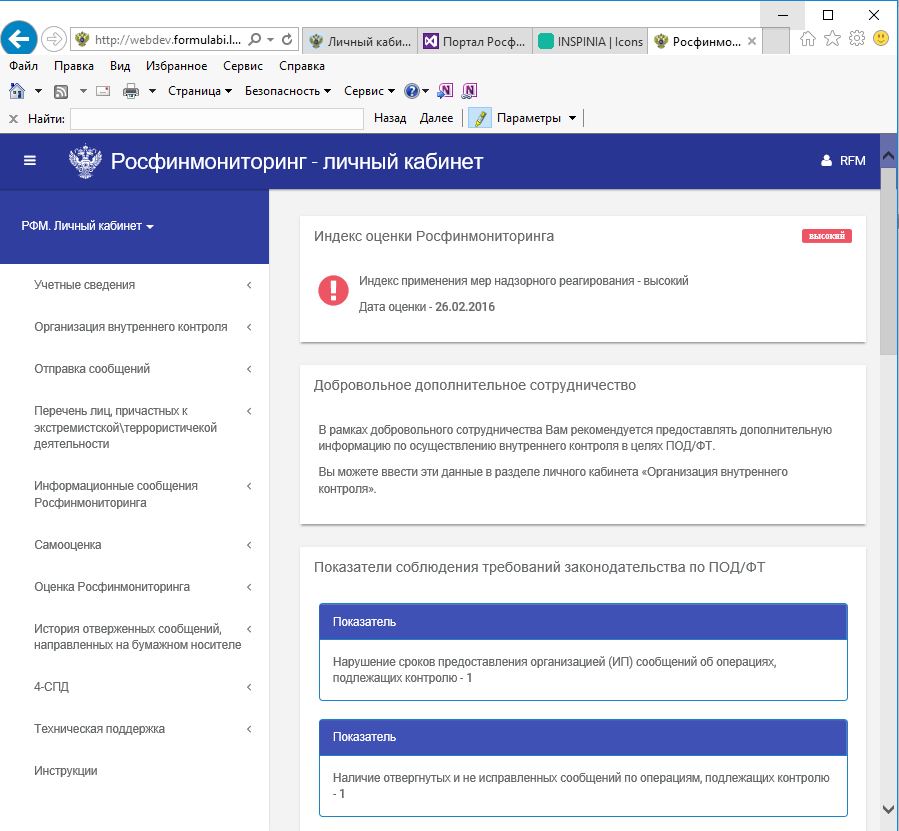 http://webdev.formulabi.l...
Личный каби...
Портал Росф...
INSPINIA | Icons
Росфинмо...
Файл Правка Вид Избранное Сервис Справка
Страница Безопасность Сервис
Найти: Назад Далее Параметры
Росфинмониторинг - личный кабинет
RFM
РФМ. Личный кабинет
Учетные сведения
Организация внутреннего контроля
Отправка сообщений
Перечень лиц, причастных к
экстремистской\террористичекой
деятельности
Информационные сообщения
Росфинмониторинга
Самооценка
Оценка Росфинмониторинга
История отверженных сообщений,
направленных на бумажном носителе
4-СПД
Техническая поддержка
Инструкции
Индекс оценки Росфинмониторинга
высокий
Индекс применения мер надзорного реагирования - высокий
Дата оценки - 26.02.2016
Добровольное дополнительное сотрудничество
В рамках добровольного сотрудничества Вам рекомендуется предоставлять дополнительную
информацию по осуществлению внутреннего контроля в целях ПОД/ФТ.
Вы можете ввести эти данные в разделе личного кабинета «Организация внутреннего
контроля».
Показатели соблюдения требований законодательства по ПОД/ФТ
Показатель
Нарушение сроков предоставления организацией (ИП) сообщений об операциях,
подлежащих контролю - 1
Показатель
Наличие отвергнутых и не исправленных сообщений по операциям, подлежащих контролю
- 1